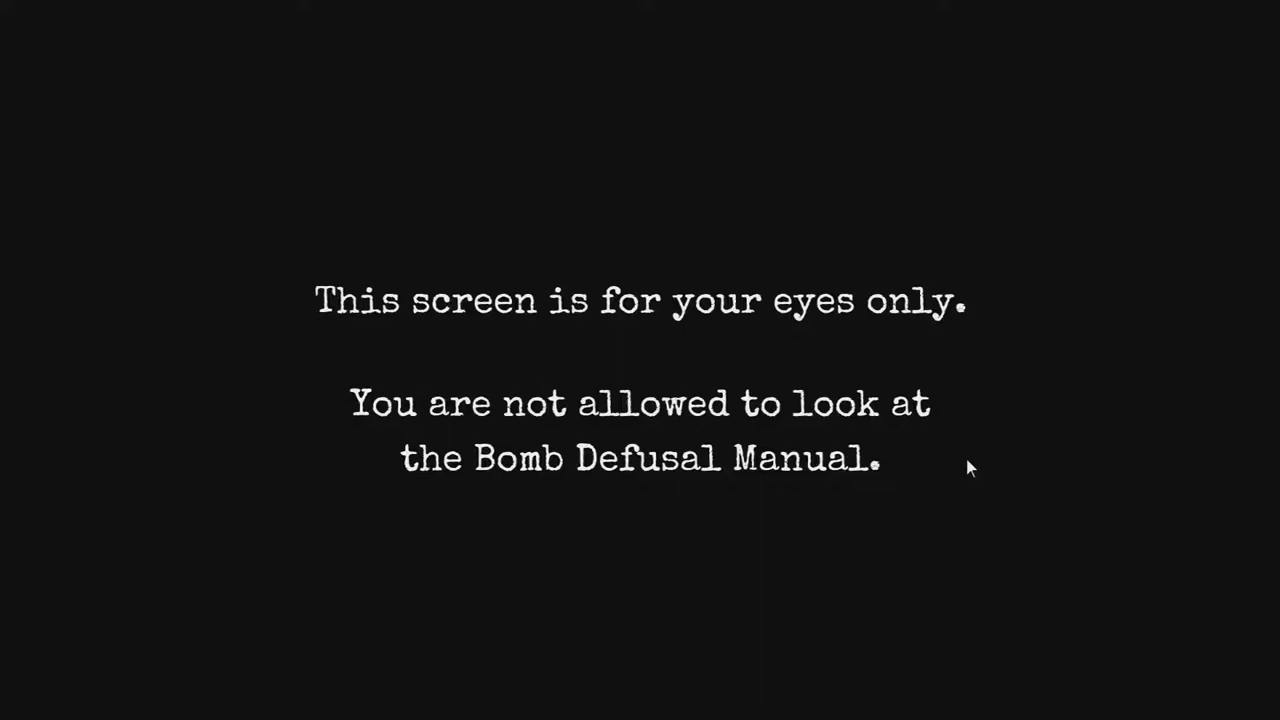 This screen is for your eyes only.
You are not allowed to look at
the Bomb Defusal Manual.